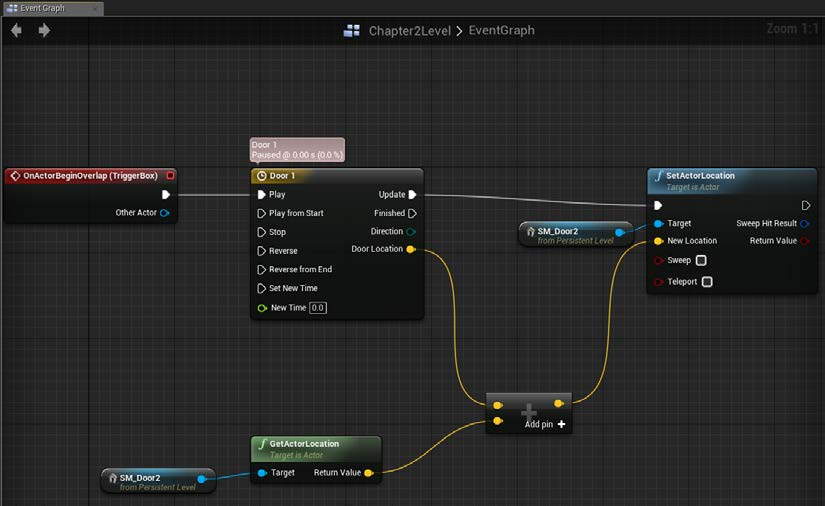 Event Graph
Chapter2Level > EventGraph
Zoom 1:1
Door 1
Paused @ 0.00 s (0.0 %)
OnActorBeginOverlap (TriggerBox)
Other Actor
Door 1
Play
Update
Play from Start
Finished
Stop
Direction
Reverse
Door Location
Reverse from End
Set New Time
New Time 0.0
SM_Door2
from Persistent Level
f SetActorLocation
Target is Actor
Target
Sweep Hit Result
New Location
Return Value
Sweep
Teleport
Add pin
f GetActorLocation
Target is Actor
Target
Return Value
SM_Door2
from Persistent Level